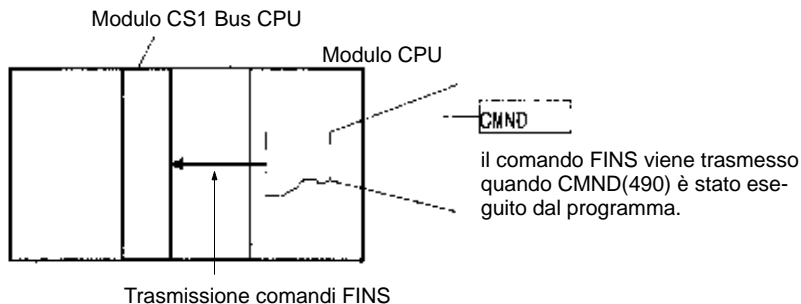 Modulo CS1 Bus CPU
Modulo CPU
CMND
il comando FINS viene trasmesso
quando CMND(490) è stato ese-
guito dal programma.
Trasmissione comandi FINS